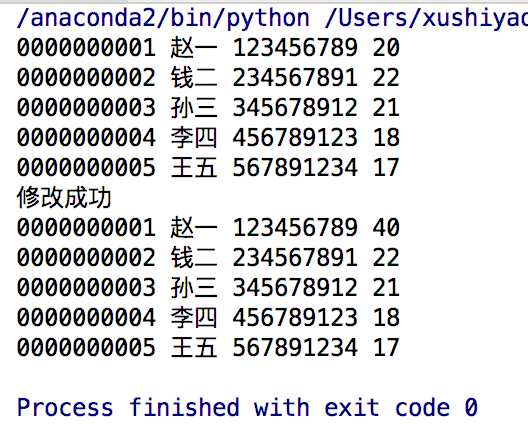 /anaconda2/bin/python /Users/xushiyao
0000000001 赵一 123456789 20
0000000002 钱二 234567891 22
0000000003 孙三 345678912 21
0000000004 李四 456789123 18
0000000005 王五 567891234 17
修改成功
0000000001 赵一 123456789 40
0000000002 钱二 234567891 22
0000000003 孙三 345678912 21
0000000004 李四 456789123 18
0000000005 王五 567891234 17
Process finished with exit code 0